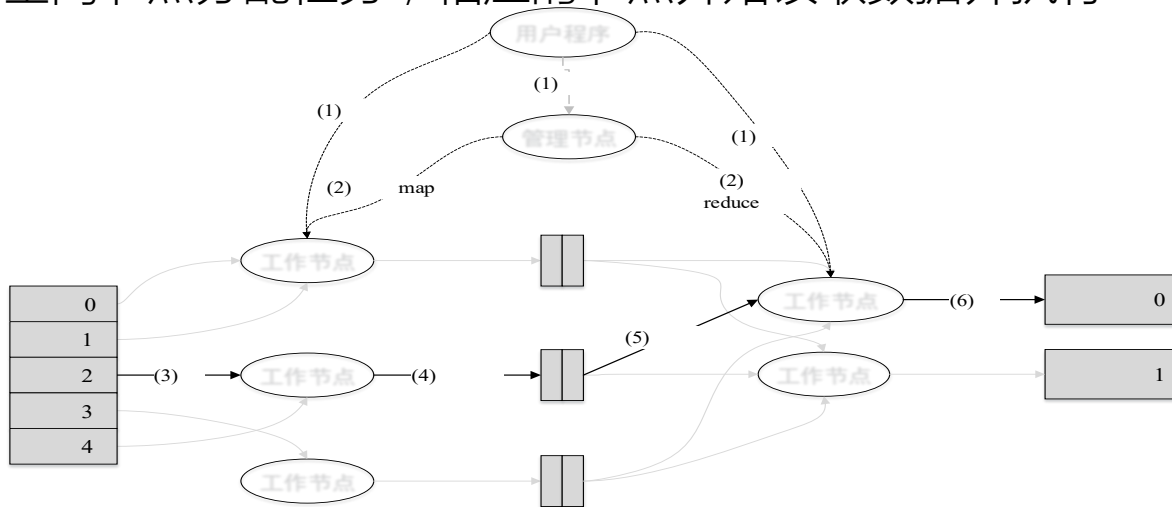 用户程序
(1)
(1)
(1)
管理节点
(2)
map
(2)
reduce
工作节点
0
1
2
3
4
(3)
工作节点
(4)
(5)
工作节点
(6)
0
工作节点
1
工作节点